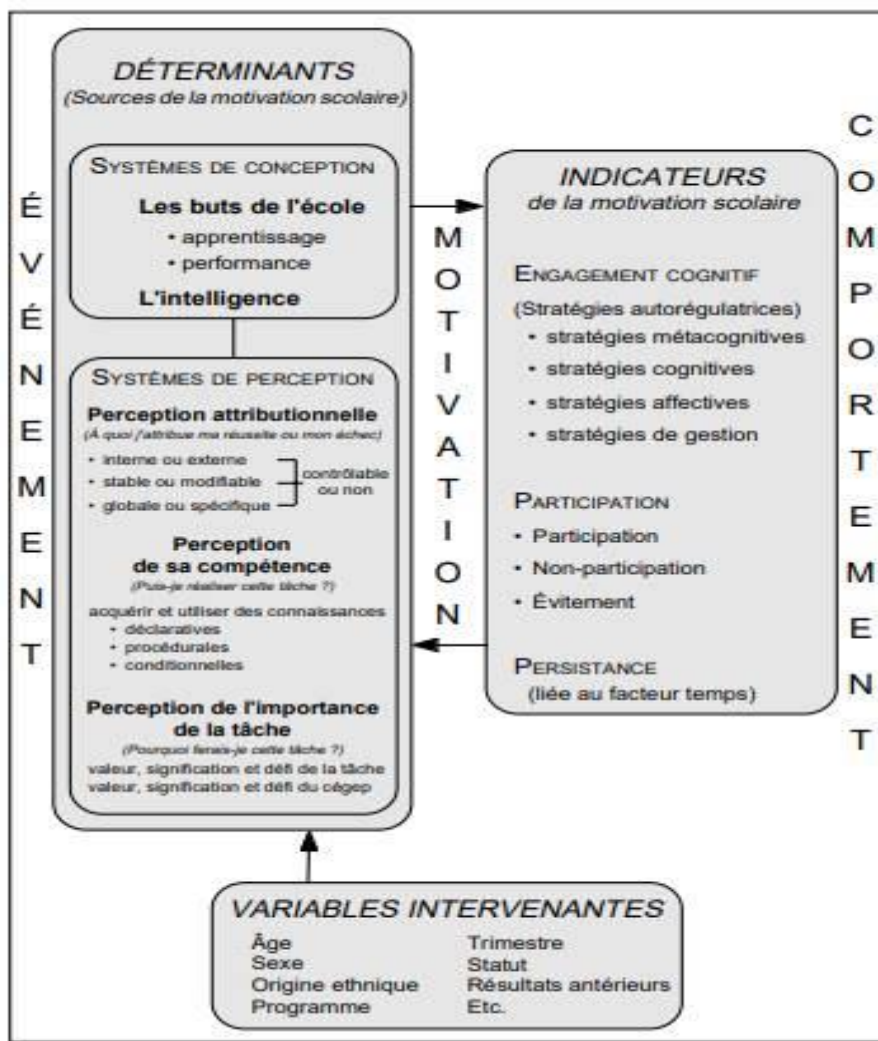 ÉVÉNEMENT
DÉTERMINANTS
(Sources de la motivation scolaire)
SYSTÈMES DE CONCEPTION
Les buts de l'école
• apprentissage
• performance
L'intelligence
SYSTÈMES DE PERCEPTION
Perception attributionnelle
(À quoi j'attribue ma réussite ou mon échec)
• interne ou externe
• stable ou modifiable
• globale ou spécifique
contrôlable
ou non
Perception
de sa compétence
(Puis-je réaliser cette tâche ?)
acquérir et utiliser des connaissances
• déclaratives
• procédurales
• conditionnelles
Perception de l'importance
de la tâche
(Pourquoi ferais-je cette tâche ?)
valeur, signification et défi de la tâche
valeur, signification et défi du cégep
MOTIVATION
INDICATEURS
de la motivation scolaire
ENGAGEMENT COGNITIF
(Stratégies autorégulatrices)
• stratégies métacognitives
• stratégies cognitives
• stratégies affectives
• stratégies de gestion
PARTICIPATION
• Participation
• Non-participation
• Évitement
PERSISTANCE
(liée au facteur temps)
COMPORTEMENT
VARIABLES INTERVENANTES
Âge
Sexe
Origine ethnique
Programme
Trimestre
Statut
Résultats antérieurs
Etc.